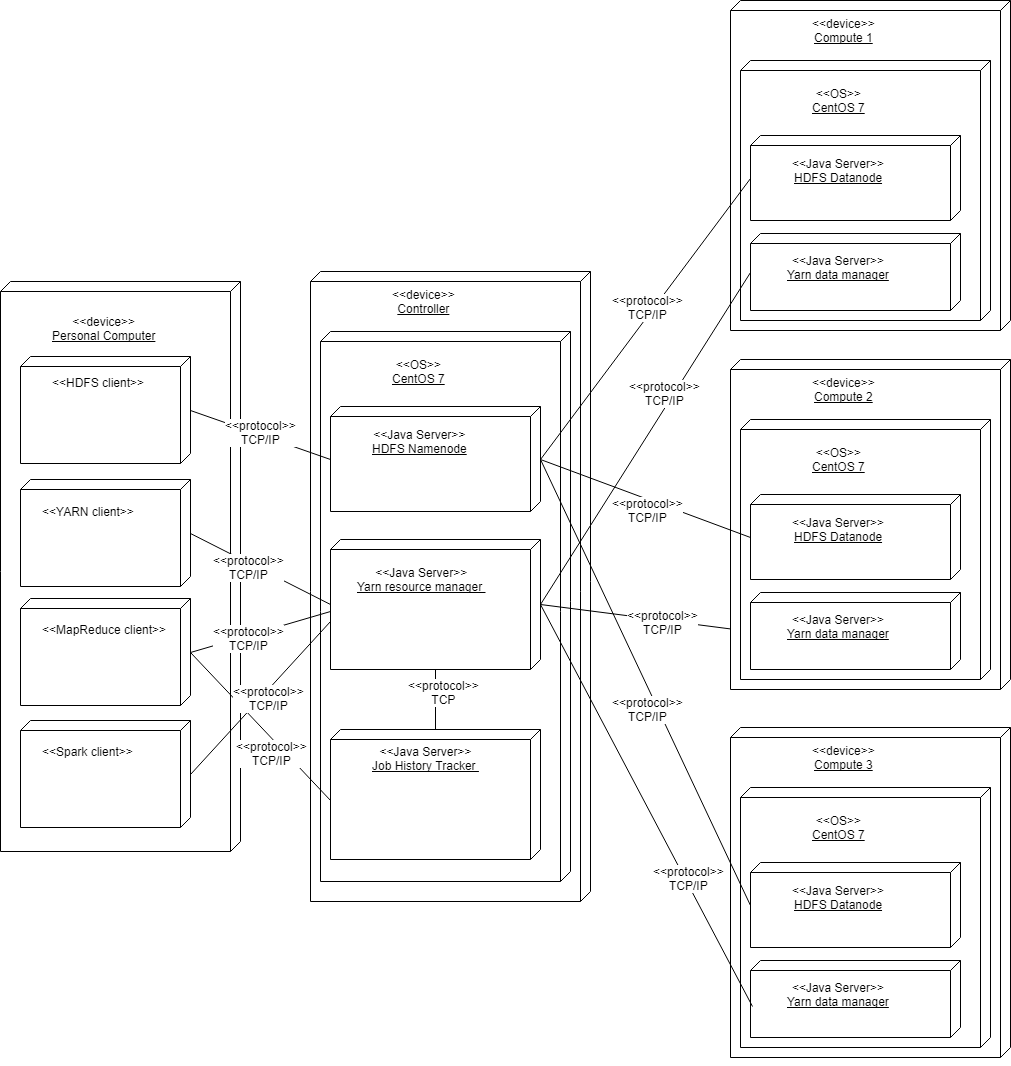 <<device>>
Personal Computer
<<HDFS client>>
<<YARN client>>
<<MapReduce client>>
<<Spark client>>
<<protocol>>
TCP/IP
<<protocol>>
TCP/IP
<<protocol>>
TCP/IP
<<protocol>>
TCP/IP
<<protocol>>
TCP/IP
<<device>>
Controller
<<OS>>
CentOS 7
<<Java Server>>
HDFS Namenode
<<Java Server>>
Yarn resource manager
<<protocol>>
TCP
<<Java Server>>
Job History Tracker
<<protocol>>
TCP/IP
<<protocol>>
TCP/IP
<<protocol>>
TCP/IP
<<protocol>>
TCP/IP
<<protocol>>
TCP/IP
<<protocol>>
TCP/IP
<<device>>
Compute 1
<<OS>>
CentOS 7
<<Java Server>>
HDFS Datanode
<<Java Server>>
Yarn data manager
<<device>>
Compute 2
<<OS>>
CentOS 7
<<Java Server>>
HDFS Datanode
<<Java Server>>
Yarn data manager
<<device>>
Compute 3
<<OS>>
CentOS 7
<<Java Server>>
HDFS Datanode
<<Java Server>>
Yarn data manager